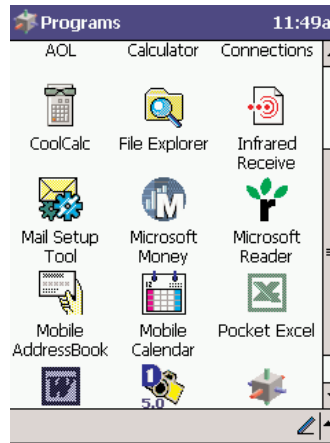 Programs 11:49a
AOL Calculator Connections
CoolCalc File Explorer Infrared
Receive
Mail Setup Microsoft Microsoft
Tool Money Reader
12
Mobile Mobile Pocket Excel
AddressBook Calendar
5.0